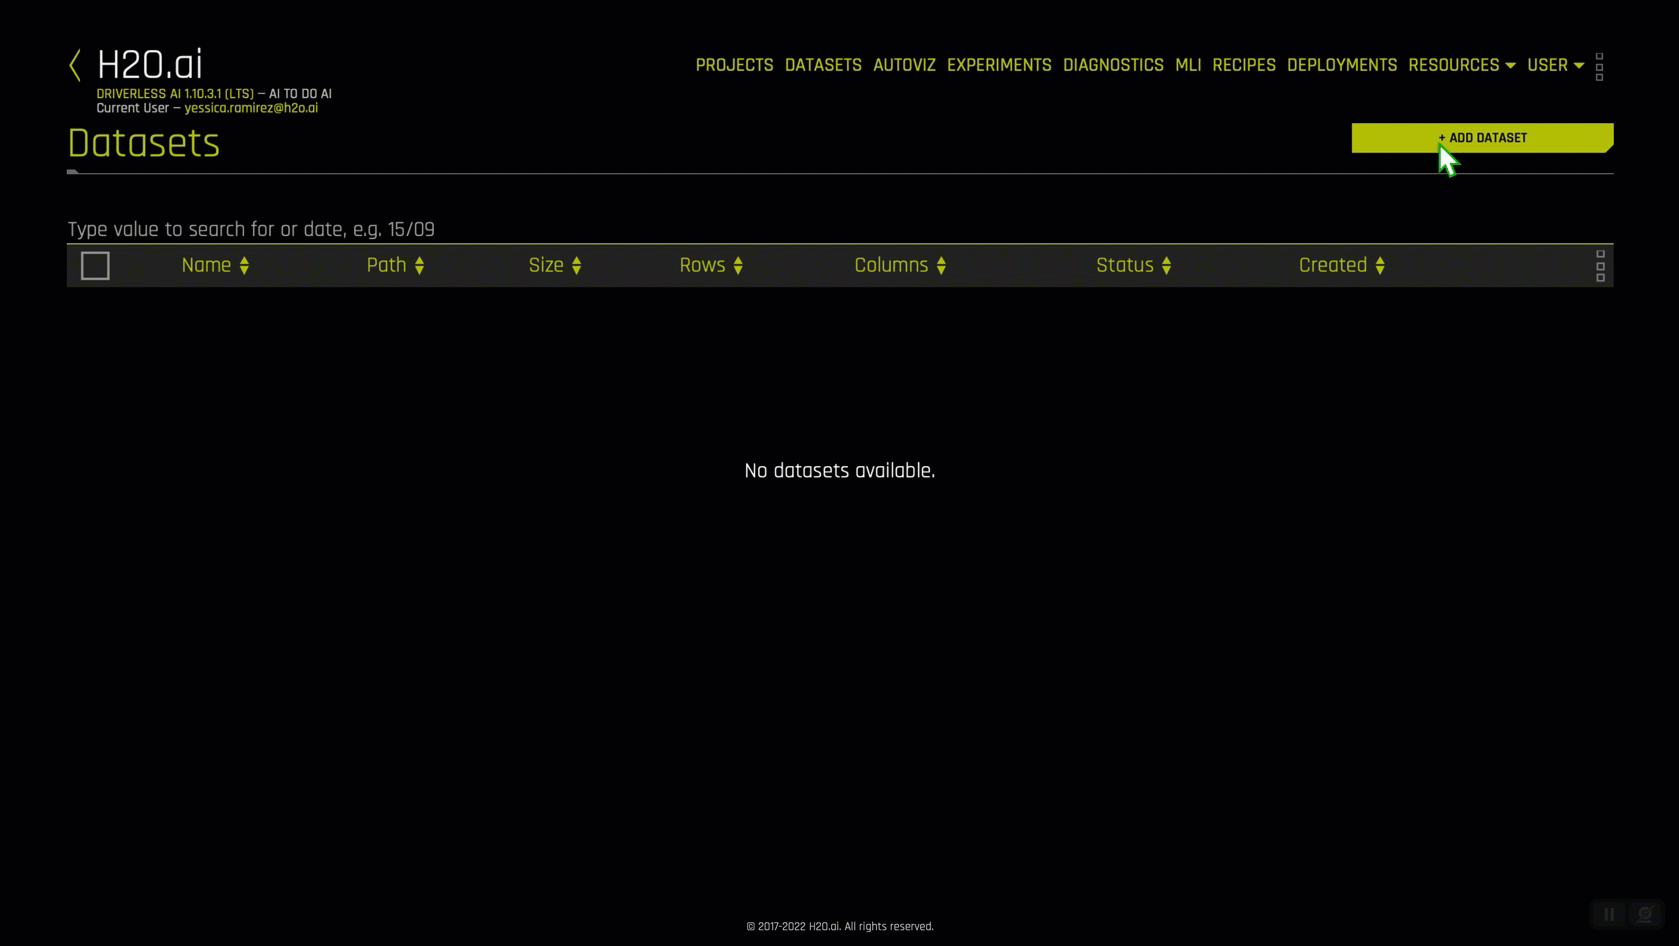 H2O.ai
PROJECTS DATASETS AUTOVIZ EXPERIMENTS DIAGNOSTICS MLI RECIPES DEPLOYMENTS RESOURCES USER
DRIVERLESS AI 1.10.3.1 (LTS) – AI TO DO AI
Current User – yessica.ramirez@h2o.ai
Datasets
+ ADD DATASET
Type value to search for or date, e.g. 15/09
Name Path Size Rows Columns Status Created
No datasets available.
© 2017-2022 H2O.ai. All rights reserved.